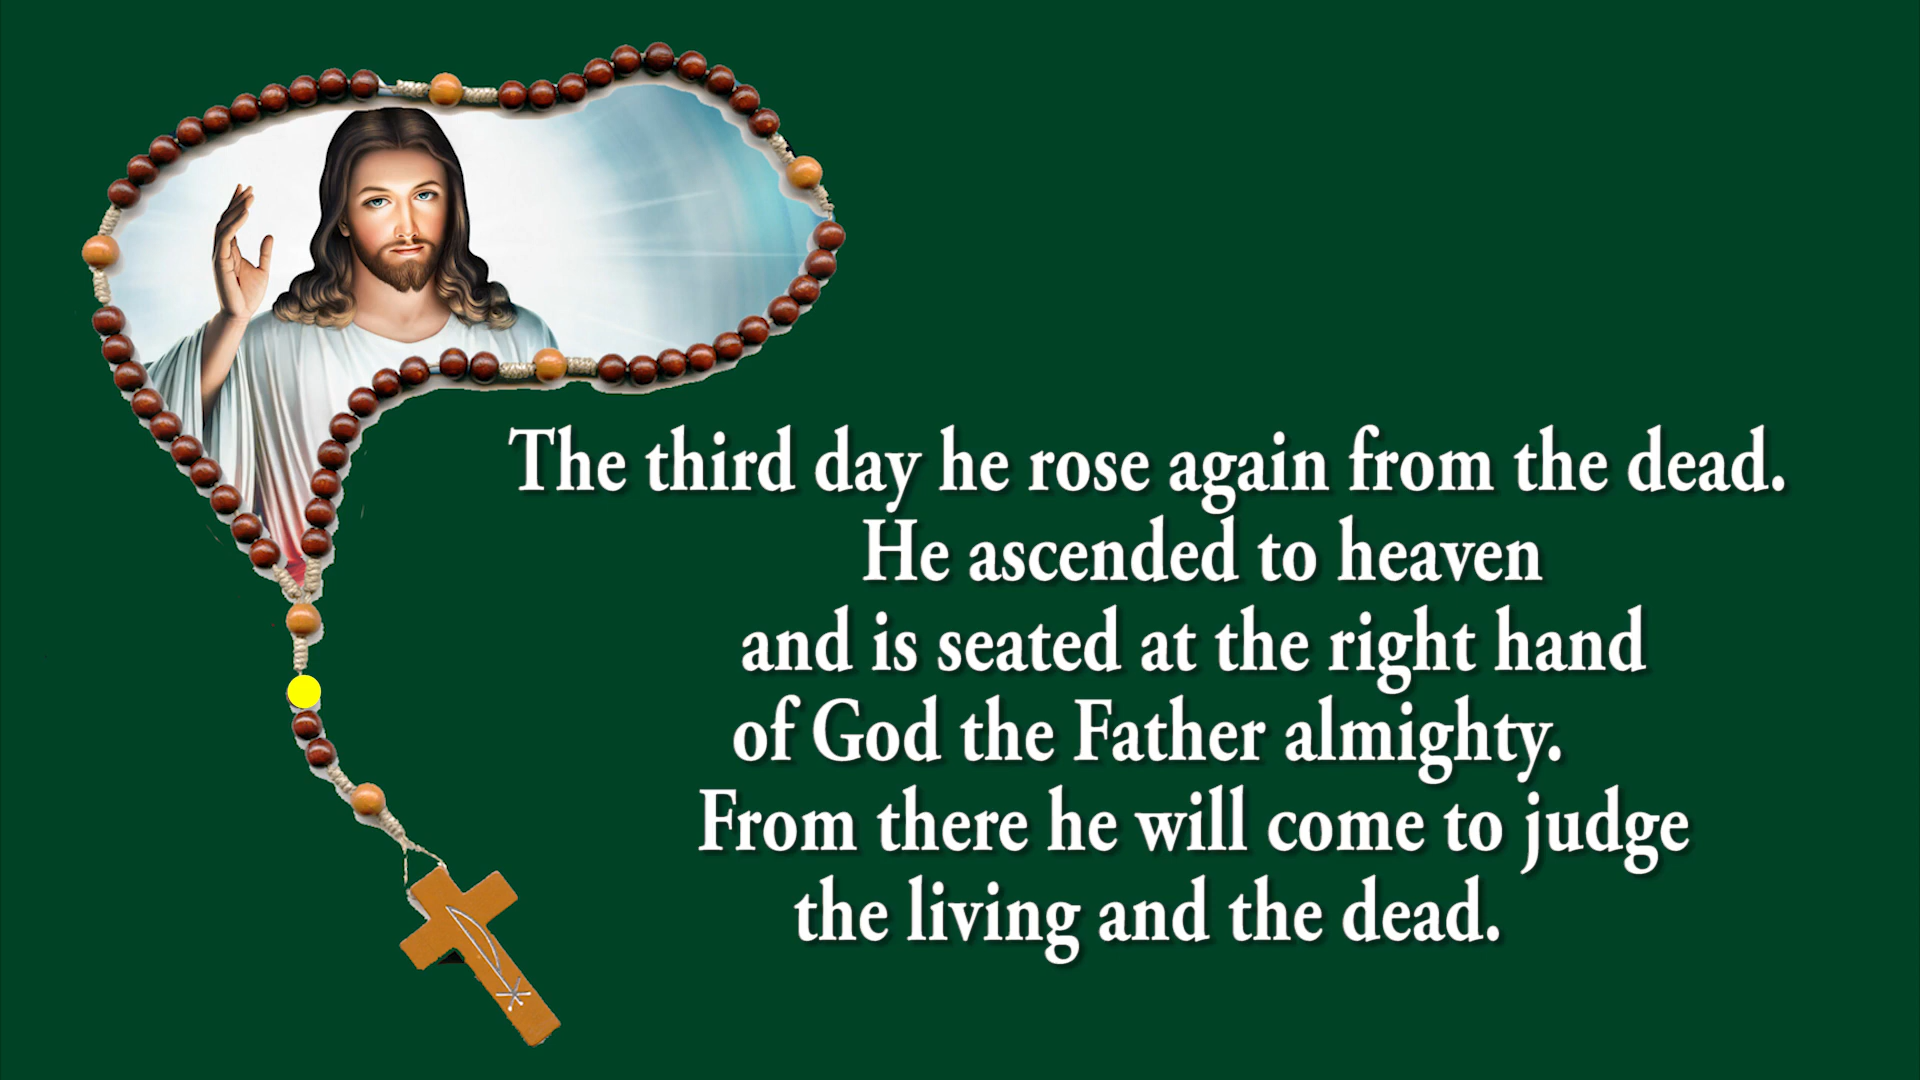 The third day he rose again from the dead.
He ascended to heaven
and is seated at the right hand
of God the Father almighty.
From there he will come to judge
the living and the dead.